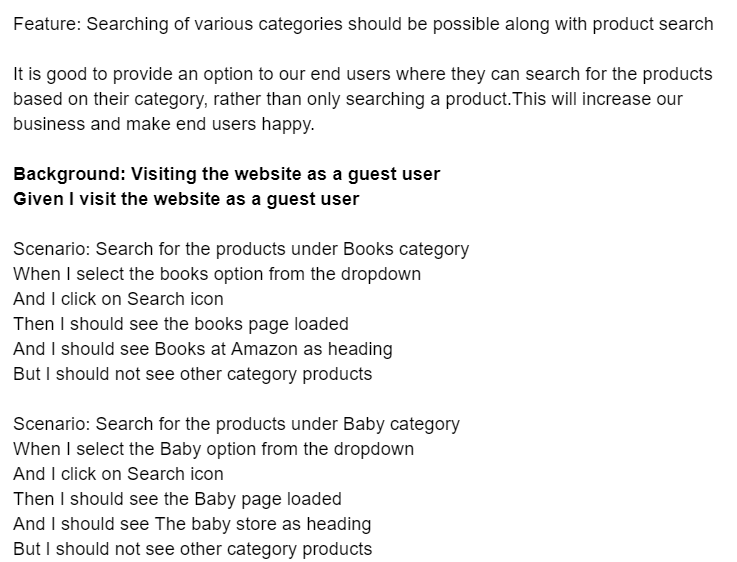 Feature: Searching of various categories should be possible along with product search
It is good to provide an option to our end users where they can search for the products
based on their category, rather than only searching a product.This will increase our
business and make end users happy.
Background: Visiting the website as a guest user
Given I visit the website as a guest user
Scenario: Search for the products under Books category
When I select the books option from the dropdown
And I click on Search icon
Then I should see the books page loaded
And I should see Books at Amazon as heading
But I should not see other category products
Scenario: Search for the products under Baby category
When I select the Baby option from the dropdown
And I click on Search icon
Then I should see the Baby page loaded
And I should see The baby store as heading
But I should not see other category products